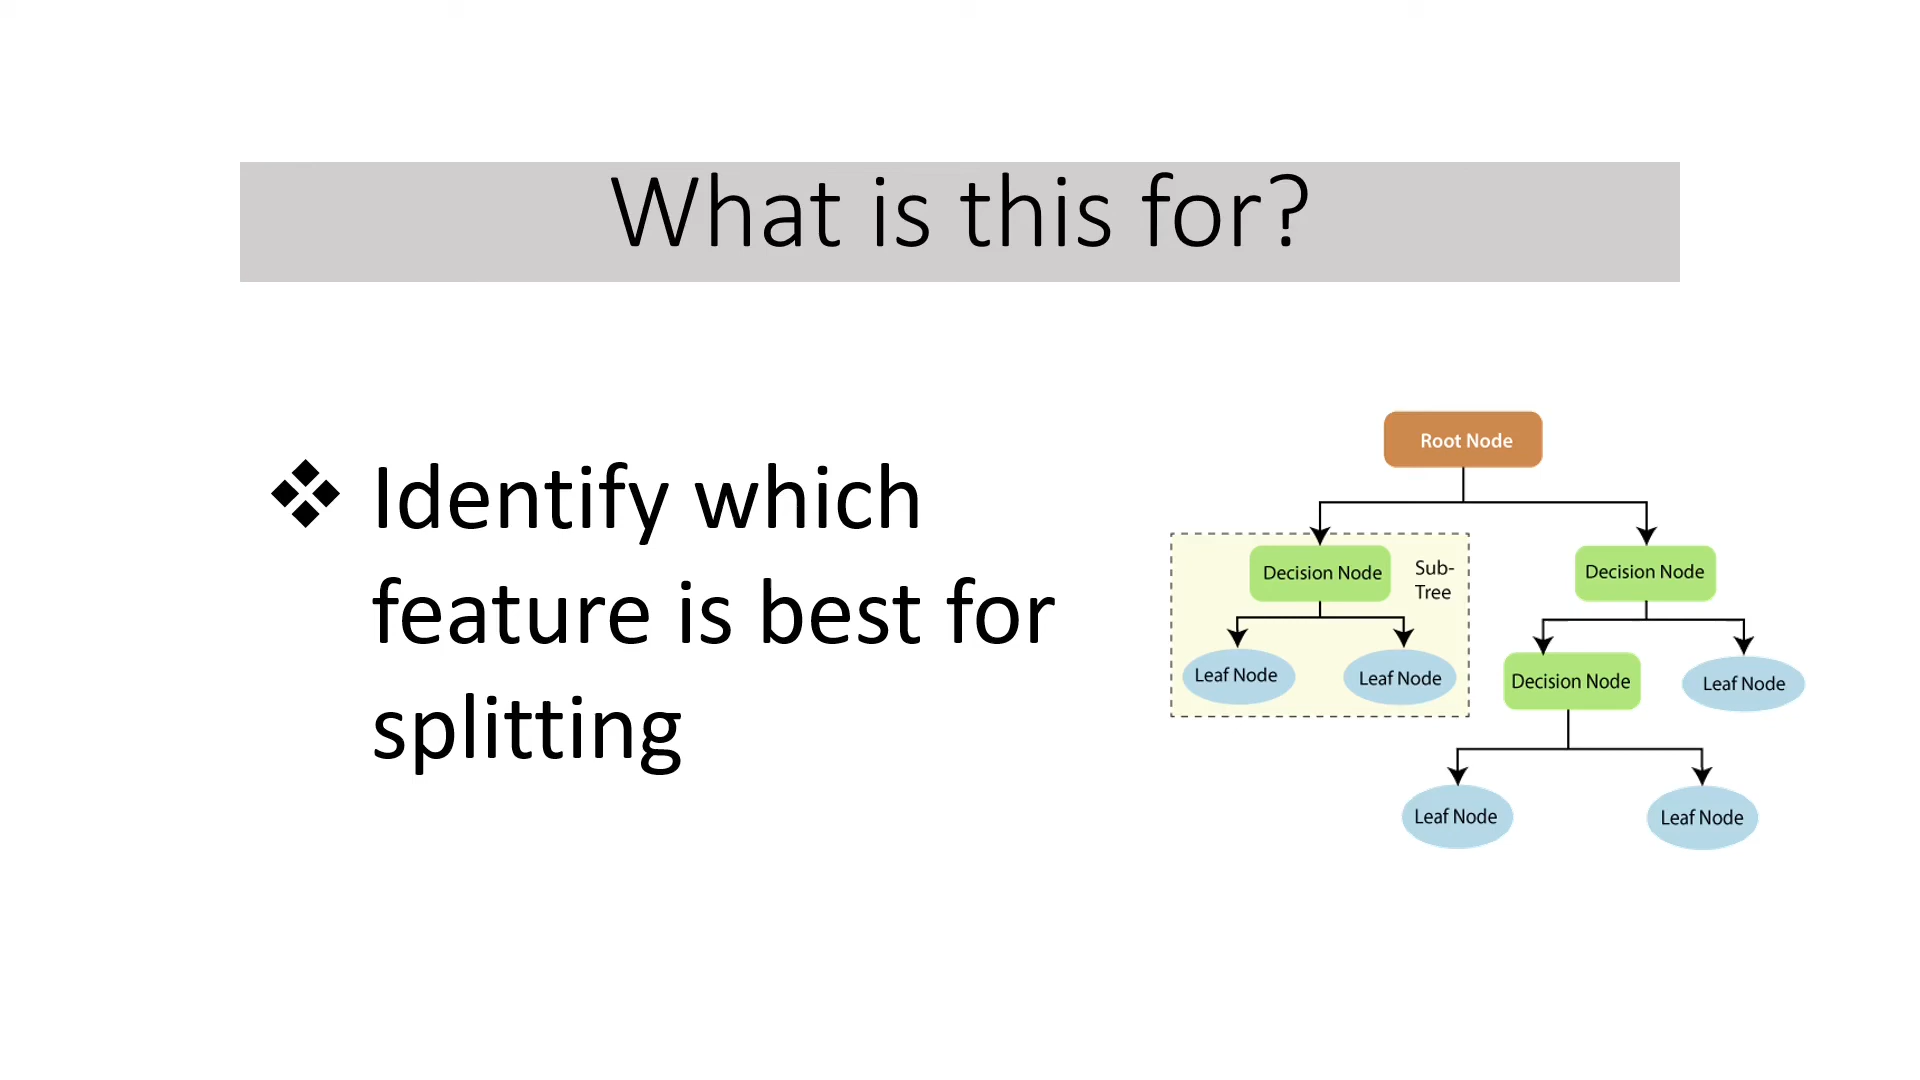 What is this for?
❖ Identify which
feature is best for
splitting
Root Node
Decision Node
Sub-
Tree
Decision Node
Leaf Node
Leaf Node
Decision Node
Leaf Node
Leaf Node
Leaf Node